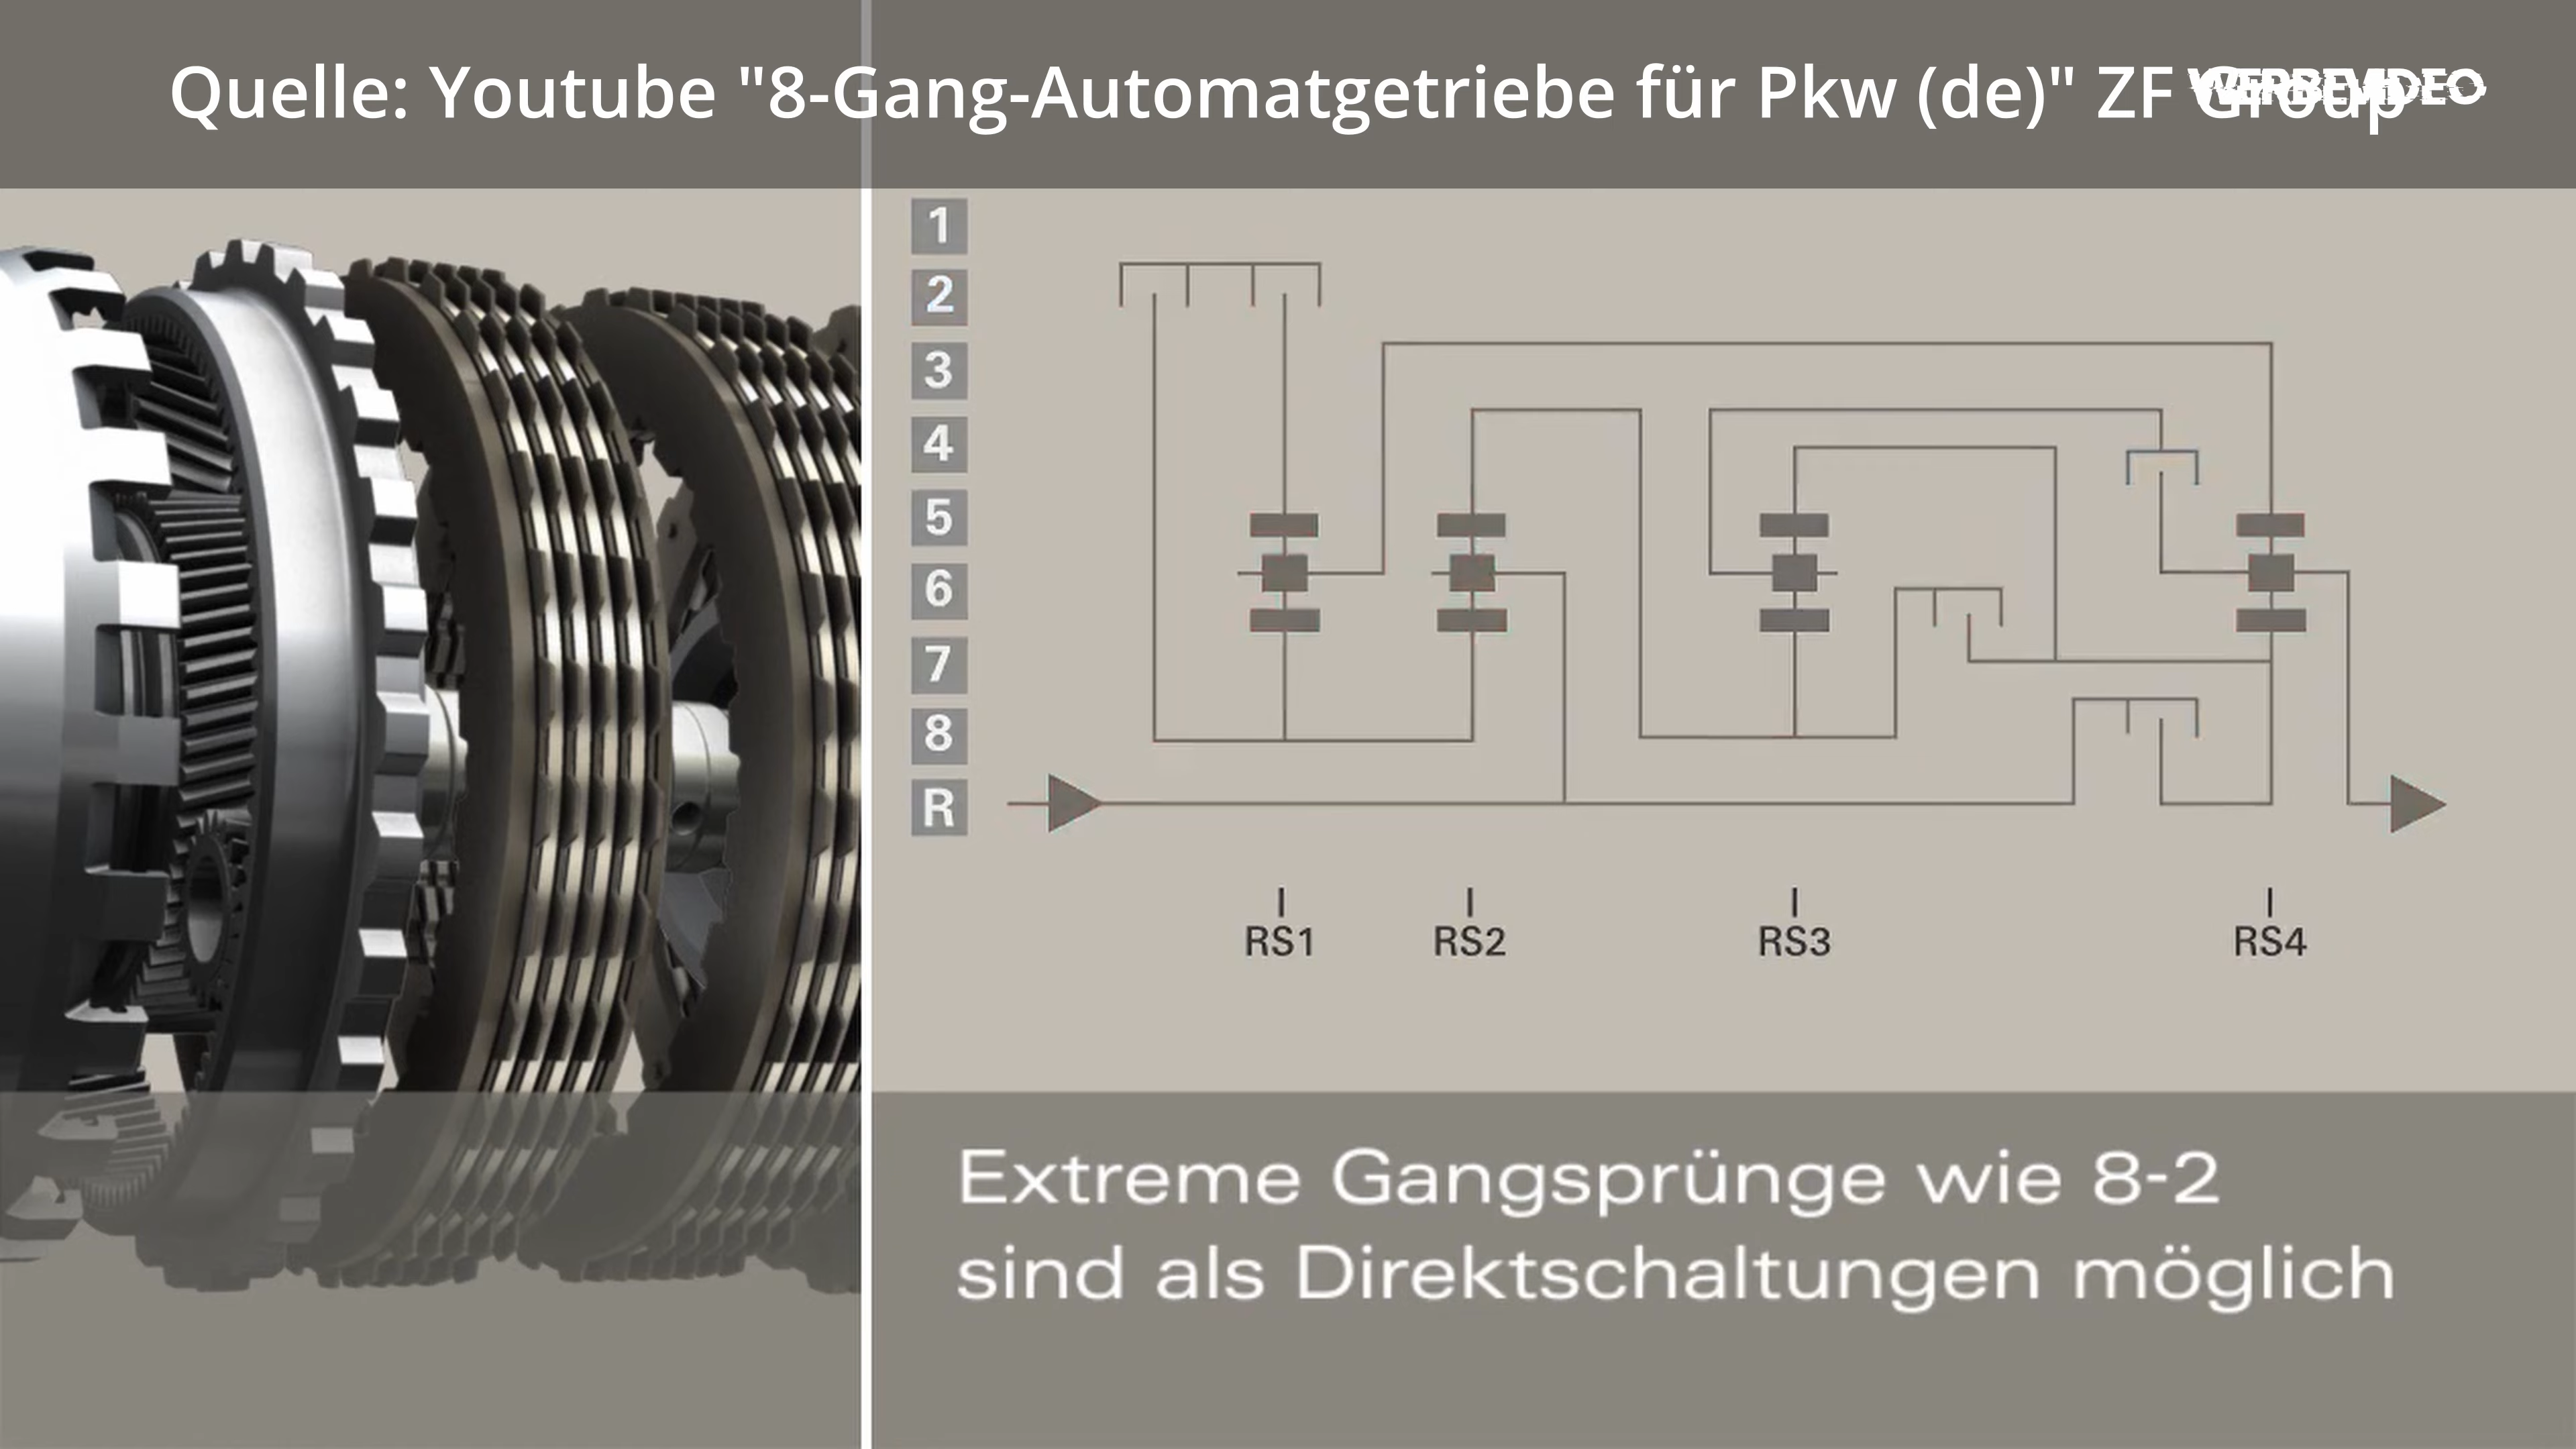 Quelle: Youtube "8-Gang-Automatgetriebe für Pkw (de)" ZF Group
1
2
3
4
5
6
7
8
R
RS1 RS2 RS3 RS4
Extreme Gangsprünge wie 8-2
sind als Direktschaltungen möglich